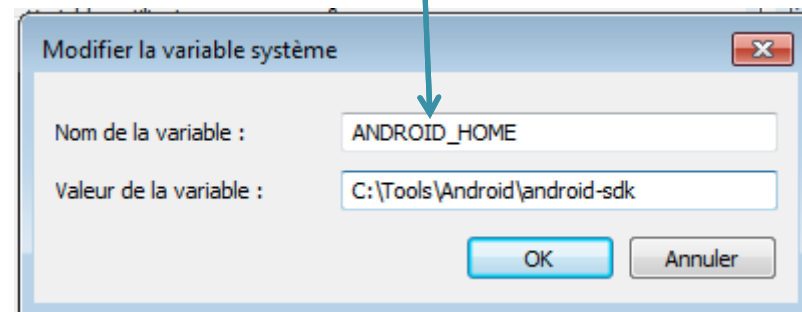 Modifier la variable système
Nom de la variable : ANDROID_HOME
Valeur de la variable : C:\Tools\Android\android-sdk
OK Annuler